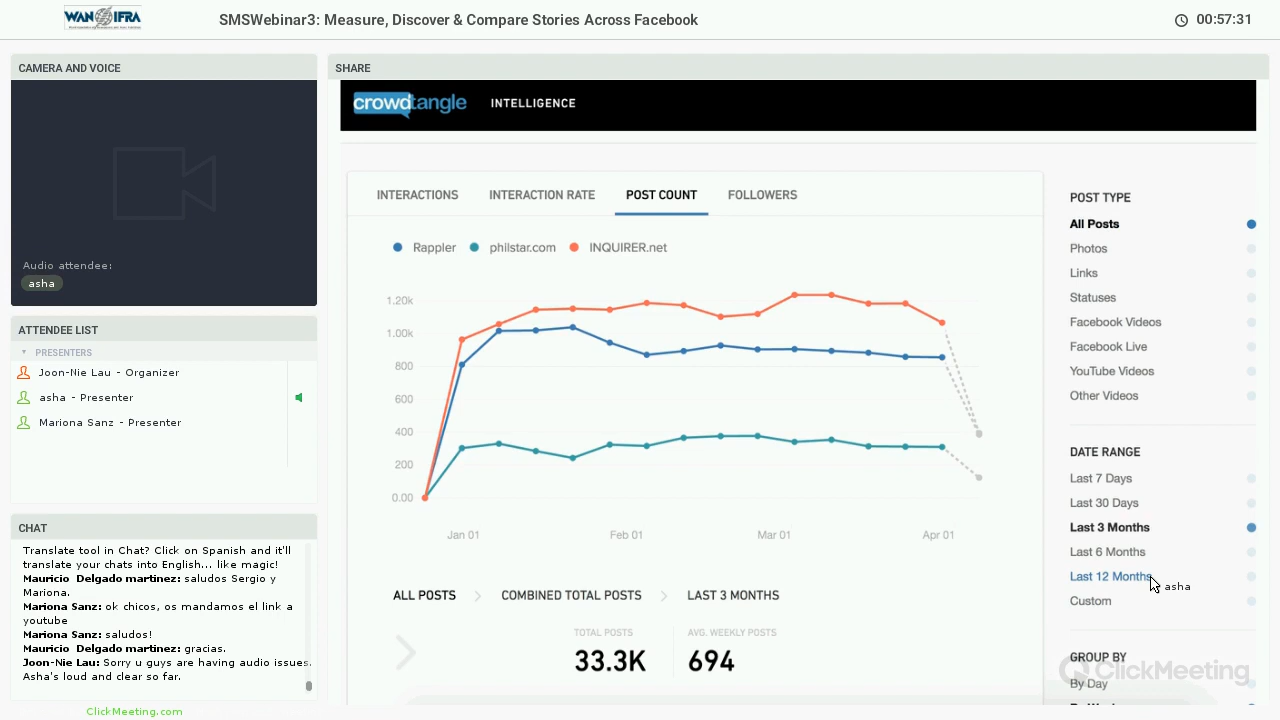 WAN IFRA
SMSWebinar3: Measure, Discover & Compare Stories Across Facebook
00:57:31
CAMERA AND VOICE
Audio attendee:
asha
ATTENDEE LIST
PRESENTERS
Joon-Nie Lau - Organizer
asha - Presenter
Mariona Sanz - Presenter
CHAT
Translate tool in Chat? Click on Spanish and it'll
translate your chats into English... like magic!
Mauricio Delgado martinez: saludos Sergio y
Mariona.
Mariona Sanz: ok chicos, os mandamos el link a
youtube
Mariona Sanz: saludos!
Mauricio Delgado martinez: gracias.
Joon-Nie Lau: Sorry u guys are having audio issues.
Asha's loud and clear so far.
ClickMeeting.com
SHARE
crowdtangle
INTELLIGENCE
INTERACTIONS
INTERACTION RATE
POST COUNT
FOLLOWERS
Rappler
philstar.com
INQUIRER.net
1.20k
1.00k
800
600
400
200
0.00
Jan 01
Feb 01
Mar 01
Apr 01
ALL POSTS
COMBINED TOTAL POSTS
LAST 3 MONTHS
TOTAL POSTS
33.3K
AVG. WEEKLY POSTS
694
POST TYPE
All Posts
Photos
Links
Statuses
Facebook Videos
Facebook Live
YouTube Videos
Other Videos
DATE RANGE
Last 7 Days
Last 30 Days
Last 3 Months
Last 6 Months
Last 12 Months
asha
Custom
GROUP BY
By Day
ClickMeeting